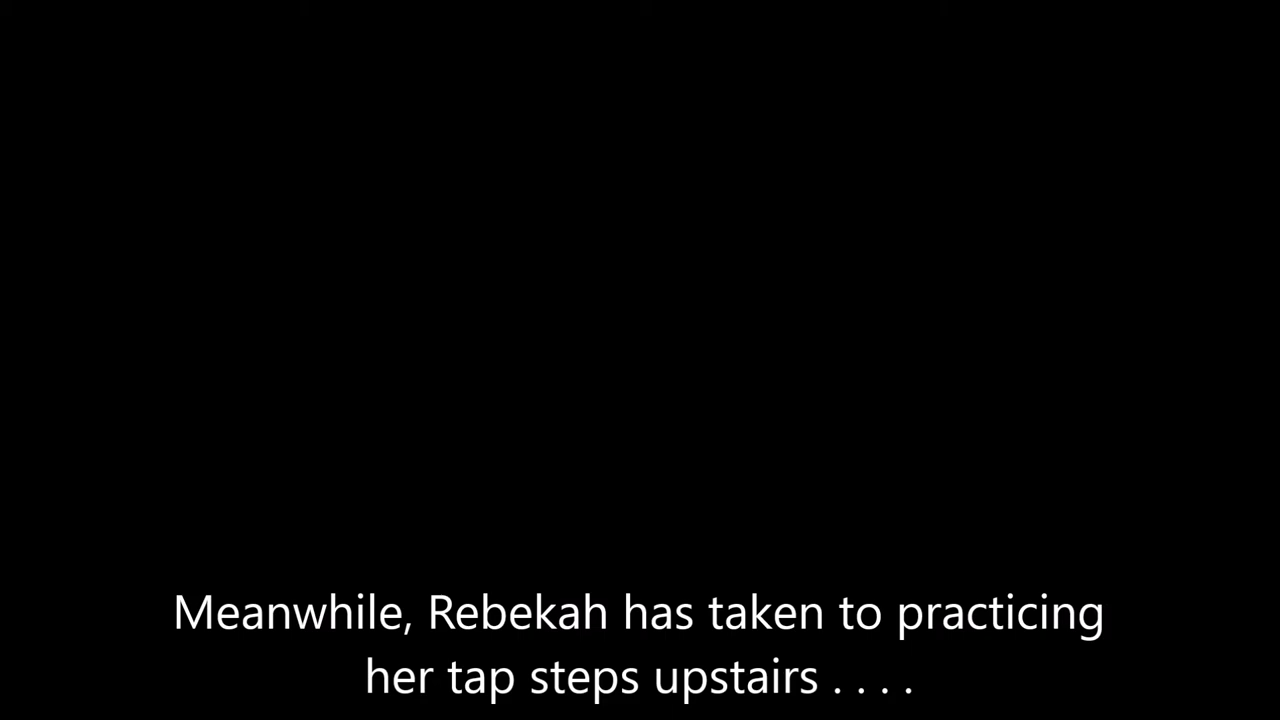 Meanwhile, Rebekah has taken to practicing
her tap steps upstairs . . . .